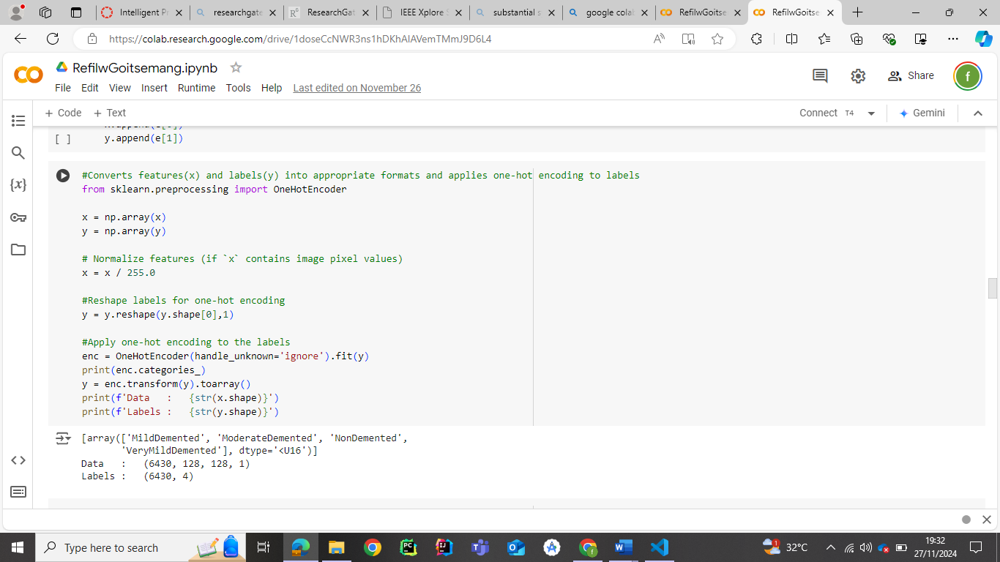 Intelligent Pr
researchgate
ResearchGat
IEEE Xplore S
substantial s
google colab
RefilwGoitse
RefilwGoitse
https://colab.research.google.com/drive/1doseCcNWR3ns1hDKhAIAVemTMmJ9D6L4
RefilwGoitsemang.ipynb
Share
f
File Edit View Insert Runtime Tools Help Last edited on November 26
+ Code + Text
Connect T4
Gemini
[ ] y.append(e[1])
#Converts features(x) and labels(y) into appropriate formats and applies one-hot encoding to labels
from sklearn.preprocessing import OneHotEncoder
x = np.array(x)
y = np.array(y)
# Normalize features (if `x` contains image pixel values)
x = x / 255.0
#Reshape labels for one-hot encoding
y = y.reshape(y.shape[0],1)
#Apply one-hot encoding to the labels
enc = OneHotEncoder(handle_unknown='ignore').fit(y)
print(enc.categories_)
y = enc.transform(y).toarray()
print(f'Data   :   {str(x.shape)}')
print(f'Labels :   {str(y.shape)}')
[array(['MildDemented', 'ModerateDemented', 'NonDemented',
       'VeryMildDemented'], dtype='<U16')]
Data   :   (6430, 128, 128, 1)
Labels :   (6430, 4)
Type here to search
32°C
19:32
27/11/2024